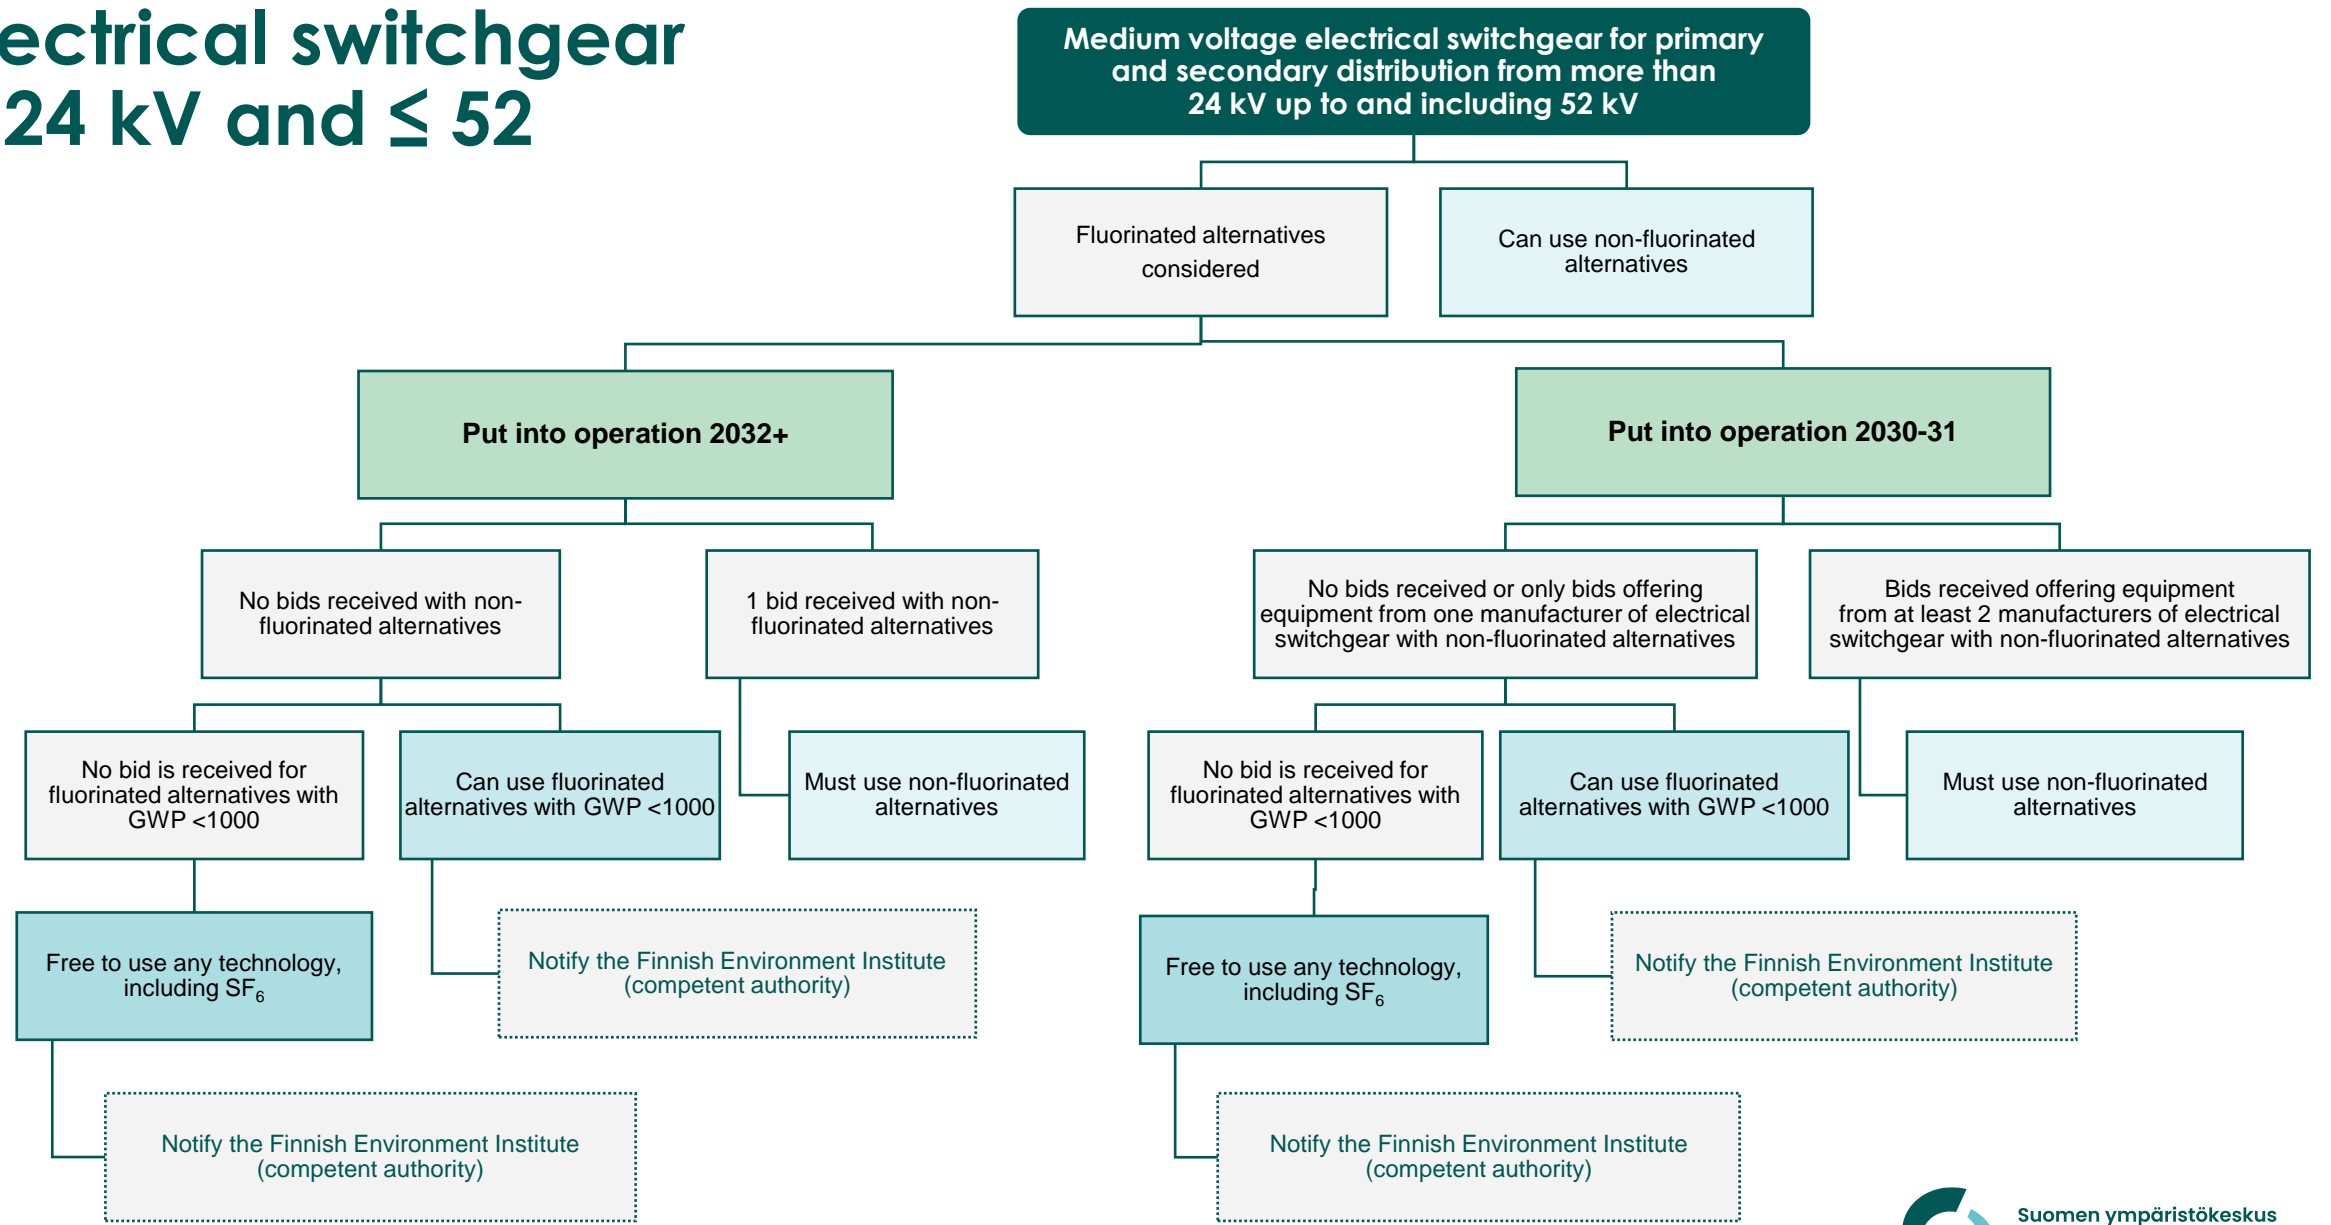 ectrical switchgear
24 kV and ≤ 52
Medium voltage electrical switchgear for primary
and secondary distribution from more than
24 kV up to and including 52 kV
Fluorinated alternatives
considered
Can use non-fluorinated
alternatives
Put into operation 2032+
Put into operation 2030-31
No bids received with non-
fluorinated alternatives
1 bid received with non-
fluorinated alternatives
No bids received or only bids offering
equipment from one manufacturer of electrical
switchgear with non-fluorinated alternatives
Bids received offering equipment
from at least 2 manufacturers of electrical
switchgear with non-fluorinated alternatives
No bid is received for
fluorinated alternatives with
GWP <1000
Can use fluorinated
alternatives with GWP <1000
Must use non-fluorinated
alternatives
No bid is received for
fluorinated alternatives with
GWP <1000
Can use fluorinated
alternatives with GWP <1000
Must use non-fluorinated
alternatives
Free to use any technology,
including SF₆
Notify the Finnish Environment Institute
(competent authority)
Free to use any technology,
including SF₆
Notify the Finnish Environment Institute
(competent authority)
Notify the Finnish Environment Institute
(competent authority)
Notify the Finnish Environment Institute
(competent authority)
Suomen ympäristökeskus